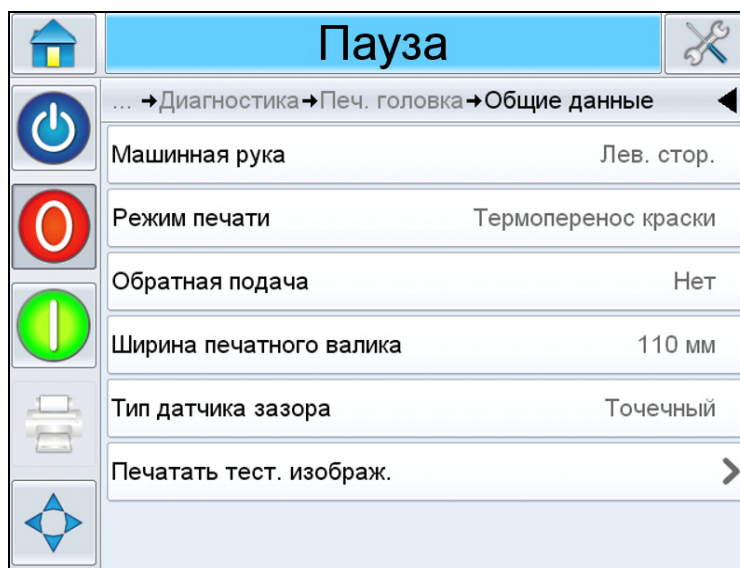 Пауза
... →Диагностика→Печ. головка→Общие данные
Машинная рука Лев. стор.
Режим печати Термоперенос краски
Обратная подача Нет
Ширина печатного валика 110 мм
Тип датчика зазора Точечный
Печатать тест. изображ.